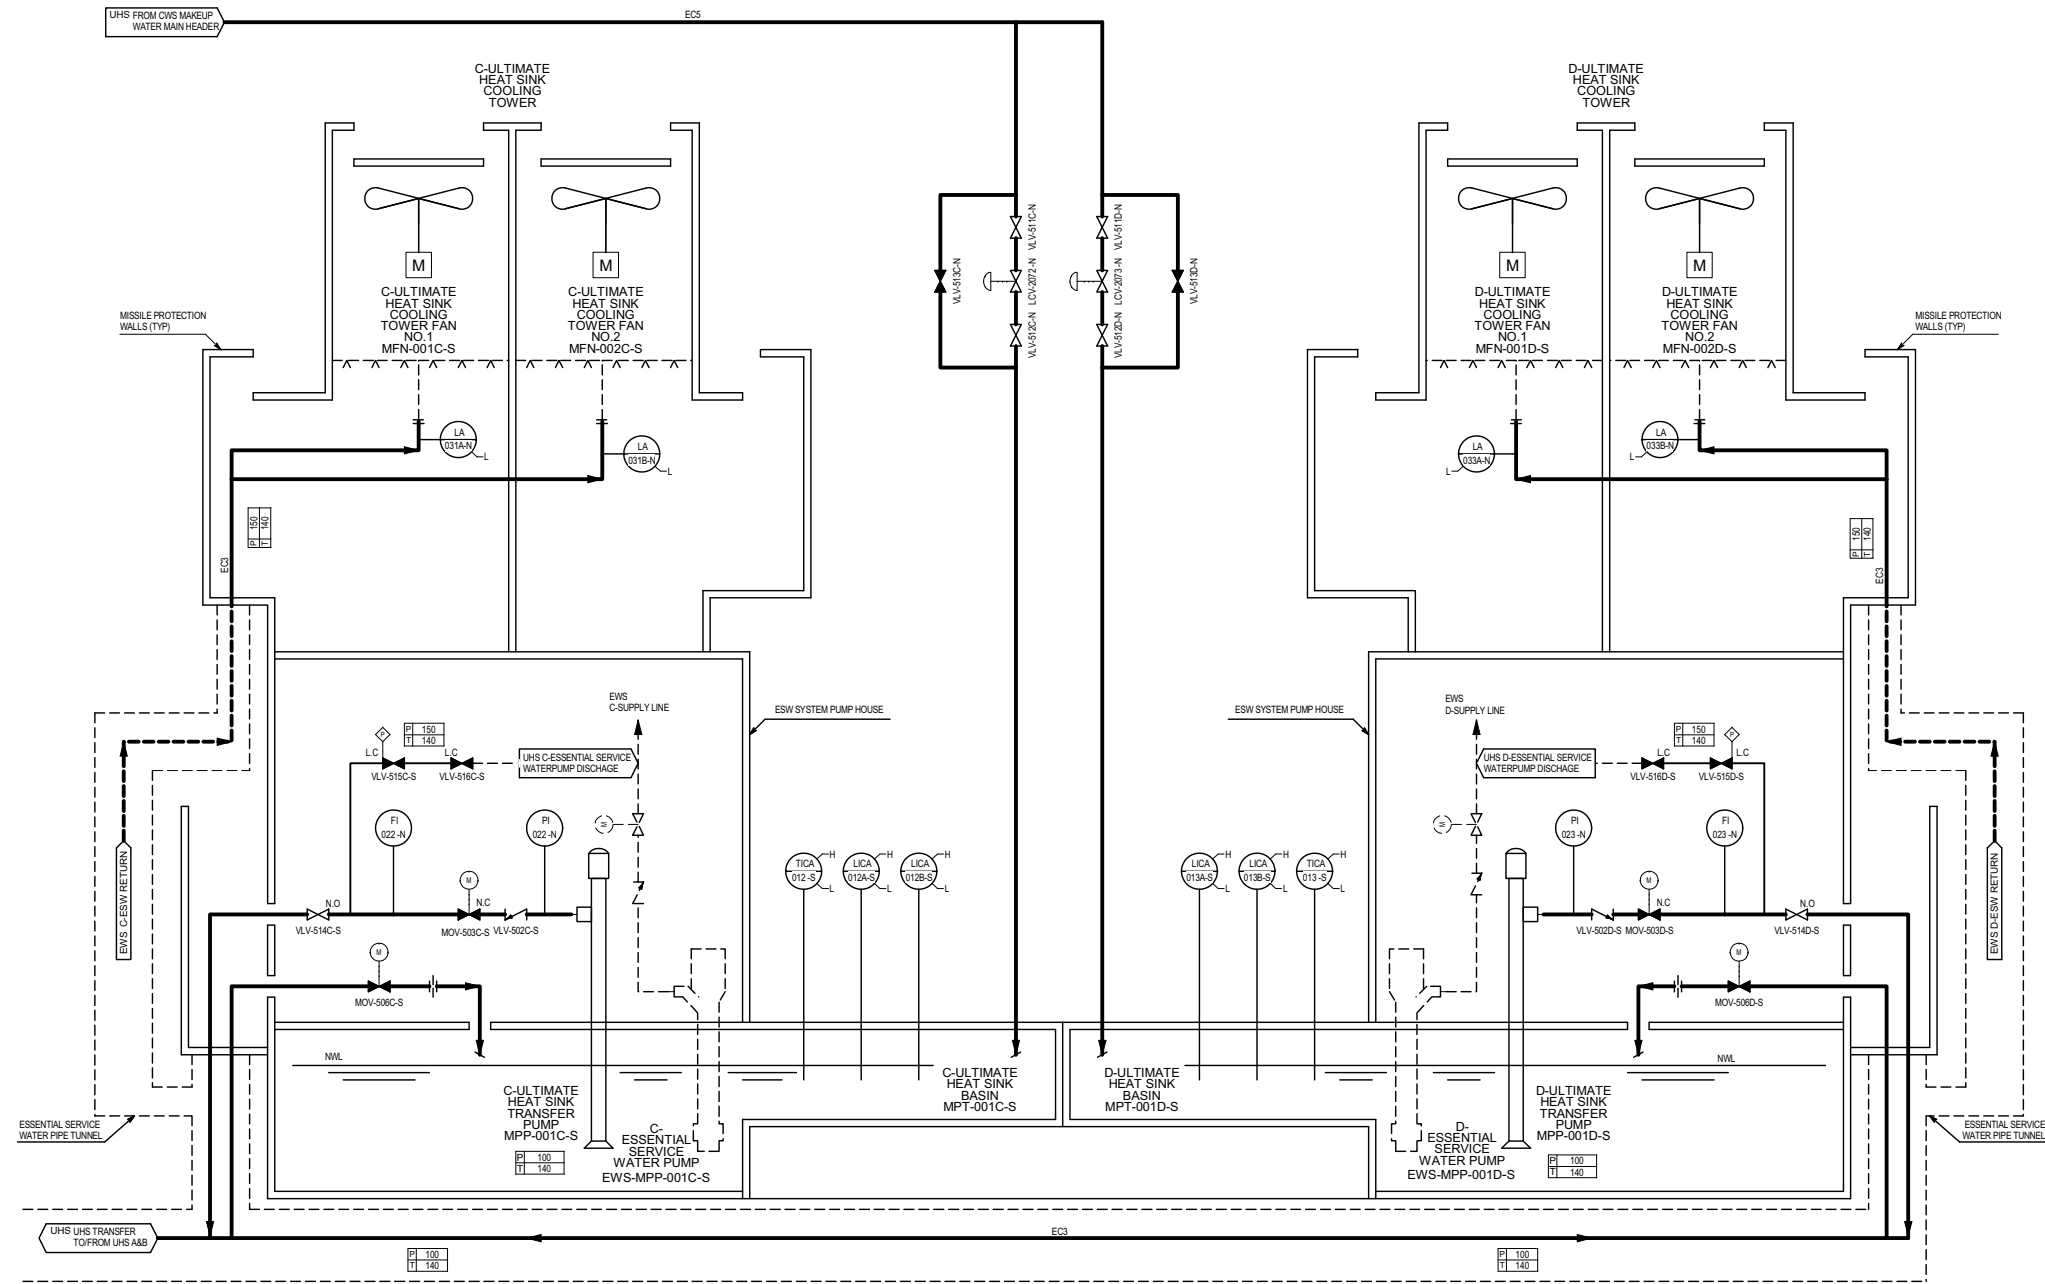 UHS FROM CWS MAKEUP
WATER MAIN HEADER
EC5
C-ULTIMATE
HEAT SINK
COOLING
TOWER
D-ULTIMATE
HEAT SINK
COOLING
TOWER
M
M
M
M
C-ULTIMATE
HEAT SINK
COOLING
TOWER FAN
NO.1
MFN-001C-S
C-ULTIMATE
HEAT SINK
COOLING
TOWER FAN
NO.2
MFN-002C-S
VLV-513C-N
VLV-511C-N
LCV-2072 -N
VLV-512C-N
VLV-511D-N
LCV-2073 -N
VLV-512D-N
VLV-513D-N
D-ULTIMATE
HEAT SINK
COOLING
TOWER FAN
NO.1
MFN-001D-S
D-ULTIMATE
HEAT SINK
COOLING
TOWER FAN
NO.2
MFN-002D-S
MISSILE PROTECTION
WALLS (TYP)
MISSILE PROTECTION
WALLS (TYP)
LA
031A-N
L
LA
031B-N
L
LA
033A-N
L
LA
033B-N
L
P 150
T 140
EC3
P 150
T 140
EC3
EWS
C-SUPPLY LINE
ESW SYSTEM PUMP HOUSE
ESW SYSTEM PUMP HOUSE
EWS
D-SUPPLY LINE
P
P 150
T 140
L.C
L.C
VLV-515C-S
VLV-516C-S
UHS C-ESSENTIAL SERVICE
WATERPUMP DISCHAGE
UHS D-ESSENTIAL SERVICE
WATERPUMP DISCHAGE
P 150
T 140
P
L.C
L.C
VLV-516D-S
VLV-515D-S
FI
022 -N
PI
022 -N
M
M
PI
023 -N
FI
023 -N
EWS C-ESW RETURN
EWS D-ESW RETURN
TICA
012 -S
H
L
LICA
012A-S
H
L
LICA
012B-S
H
L
LICA
013A-S
H
L
LICA
013B-S
H
L
TICA
013 -S
H
L
N.O
VLV-514C-S
M
N.C
MOV-503C-S
VLV-502C-S
VLV-502D-S
M
N.C
MOV-503D-S
N.O
VLV-514D-S
M
MOV-506C-S
M
MOV-506D-S
NWL
NWL
C-ULTIMATE
HEAT SINK
TRANSFER
PUMP
MPP-001C-S
P 100
T 140
C-
ESSENTIAL
SERVICE
WATER PUMP
EWS-MPP-001C-S
C-ULTIMATE
HEAT SINK
BASIN
MPT-001C-S
D-ULTIMATE
HEAT SINK
BASIN
MPT-001D-S
D-
ESSENTIAL
SERVICE
WATER PUMP
EWS-MPP-001D-S
D-ULTIMATE
HEAT SINK
TRANSFER
PUMP
MPP-001D-S
P 100
T 140
ESSENTIAL SERVICE
WATER PIPE TUNNEL
ESSENTIAL SERVICE
WATER PIPE TUNNEL
UHS UHS TRANSFER
TO/FROM UHS A&B
EC3
P 100
T 140
P 100
T 140